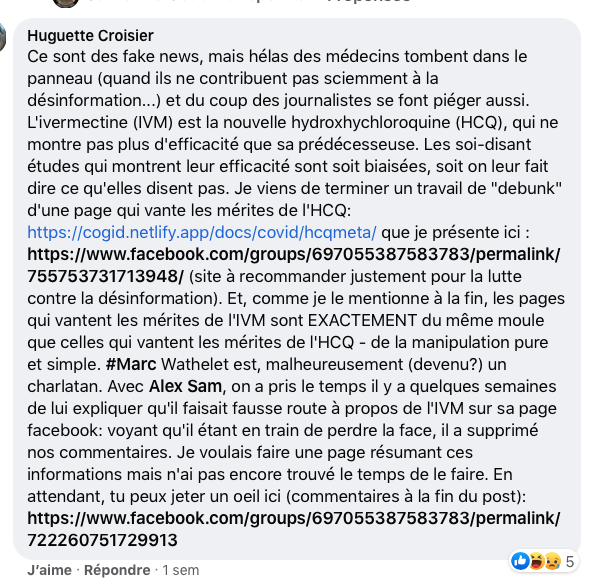 Huguette Croisier
Ce sont des fake news, mais hélas des médecins tombent dans le
panneau (quand ils ne contribuent pas sciemment à la
désinformation...) et du coup des journalistes se font piéger aussi.
L'ivermectine (IVM) est la nouvelle hydroxhychloroquine (HCQ), qui ne
montre pas plus d'efficacité que sa prédécesseuse. Les soi-disant
études qui montrent leur efficacité sont soit biaisées, soit on leur fait
dire ce qu'elles disent pas. Je viens de terminer un travail de "debunk"
d'une page qui vante les mérites de l'HCQ:
https://cogid.netlify.app/docs/covid/hcqmeta/ que je présente ici :
https://www.facebook.com/groups/697055387583783/permalink/
755753731713948/ (site à recommander justement pour la lutte
contre la désinformation). Et, comme je le mentionne à la fin, les pages
qui vantent les mérites de l'IVM sont EXACTEMENT du même moule
que celles qui vantent les mérites de l'HCQ - de la manipulation pure
et simple. #Marc Wathelet est, malheureusement (devenu?) un
charlatan. Avec Alex Sam, on a pris le temps il y a quelques semaines
de lui expliquer qu'il faisait fausse route à propos de l'IVM sur sa page
facebook: voyant qu'il étant en train de perdre la face, il a supprimé
nos commentaires. Je voulais faire une page résumant ces
informations mais n'ai pas encore trouvé le temps de le faire. En
attendant, tu peux jeter un oeil ici (commentaires à la fin du post):
https://www.facebook.com/groups/697055387583783/permalink/
722260751729913
J'aime · Répondre · 1 sem
5